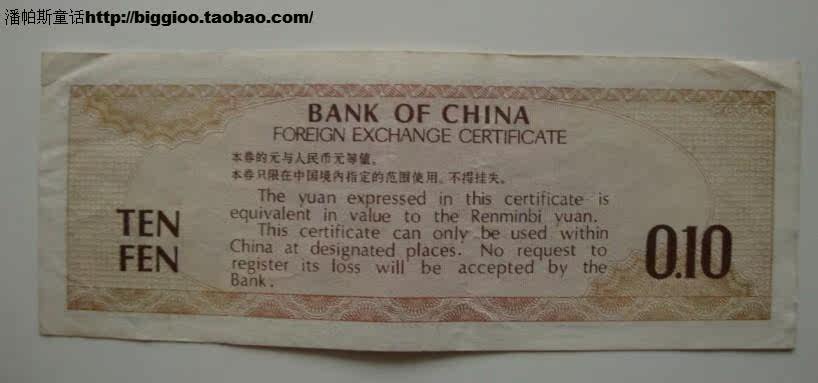 潘帕斯童话http://biggioo.taobao.com/
BANK OF CHINA
FOREIGN EXCHANGE CERTIFICATE
本券的元与人民币元等值。
本券只限在中国境内指定的范围使用。不得挂失。
The yuan expressed in this certificate is
equivalent in value to the Renminbi yuan.
This certificate can only be used within
China at designated places. No request to
register its loss will be accepted by the
Bank.
TEN
FEN
0.10